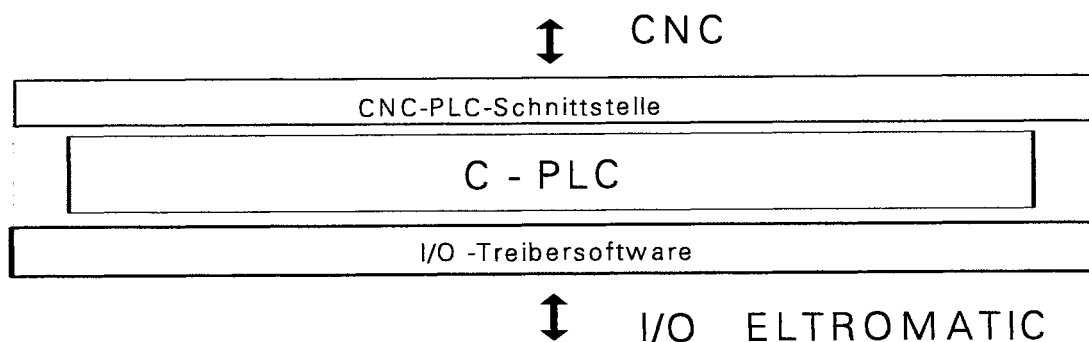 CNC
CNC-PLC-Schnittstelle
C - PLC
I/O -Treibersoftware
I/O ELTROMATIC